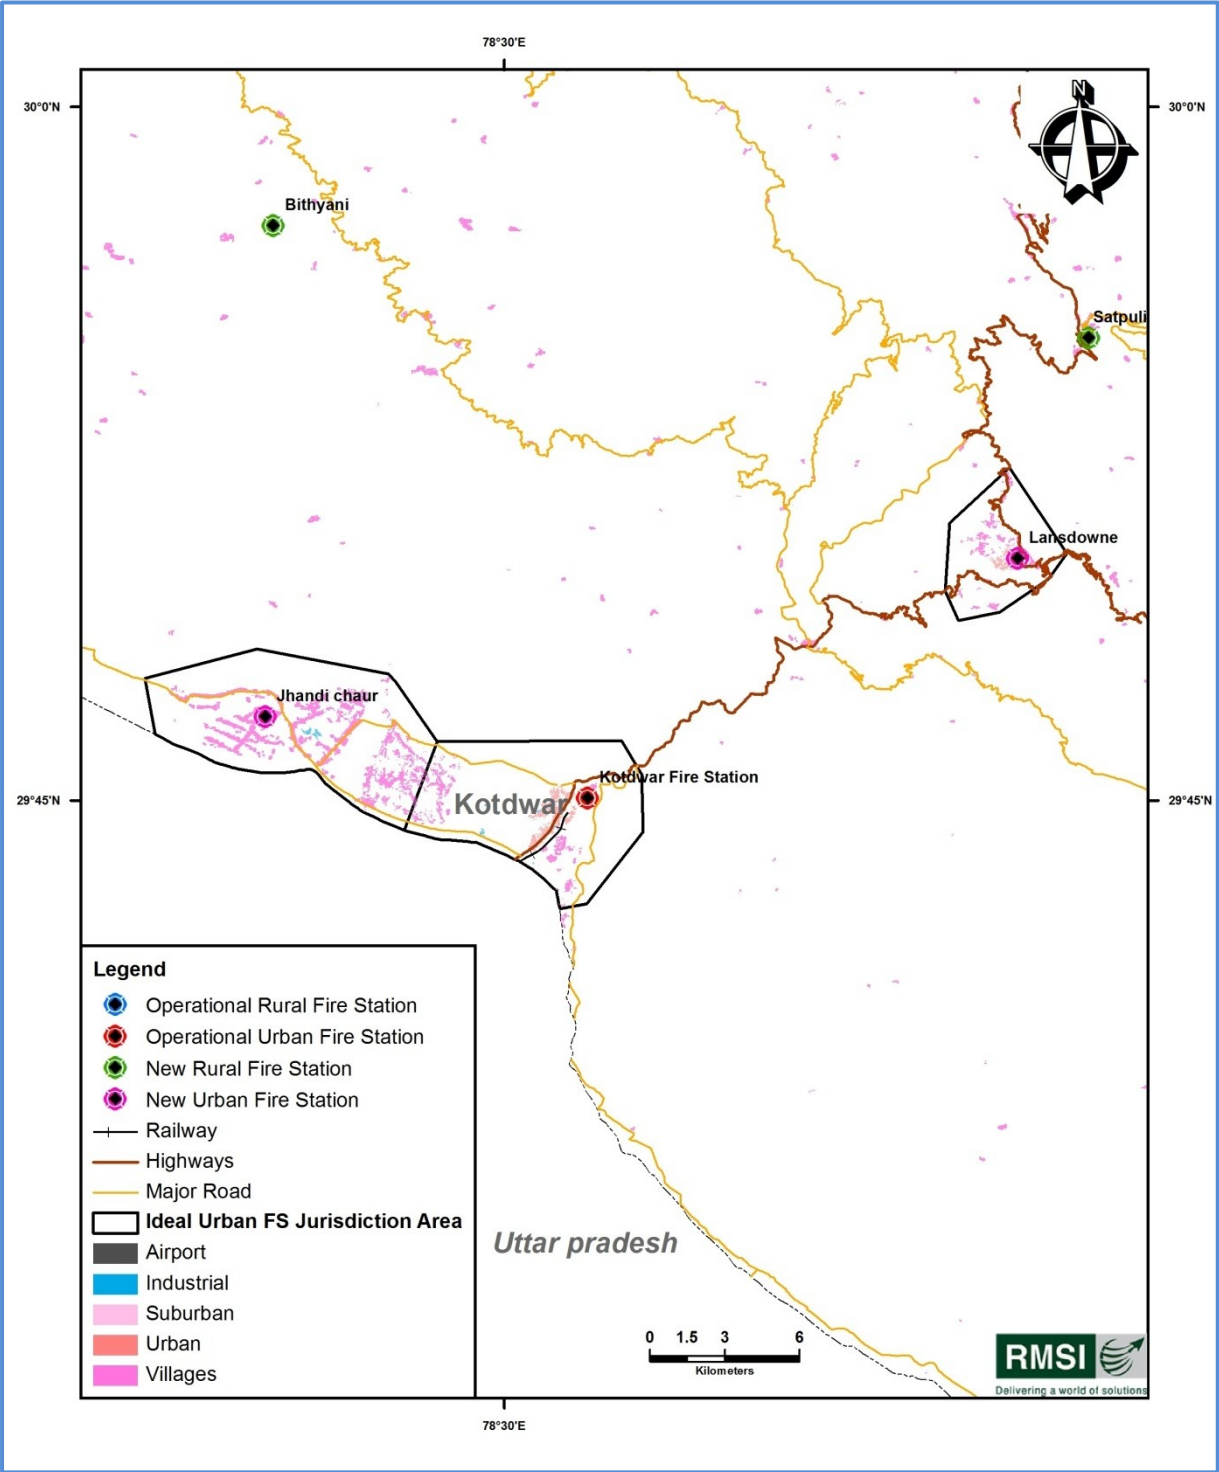 78°30'E
30°0'N
30°0'N
N
Bithyani
Satpuli
Lansdowne
Jhandi chaur
Kotdwar Fire Station
Kotdwar
29°45'N
29°45'N
Legend
Operational Rural Fire Station
Operational Urban Fire Station
New Rural Fire Station
New Urban Fire Station
Railway
Highways
Major Road
Ideal Urban FS Jurisdiction Area
Airport
Industrial
Suburban
Urban
Villages
Uttar pradesh
0 1.5 3 6
Kilometers
RMSI
Delivering a world of solutions
78°30'E